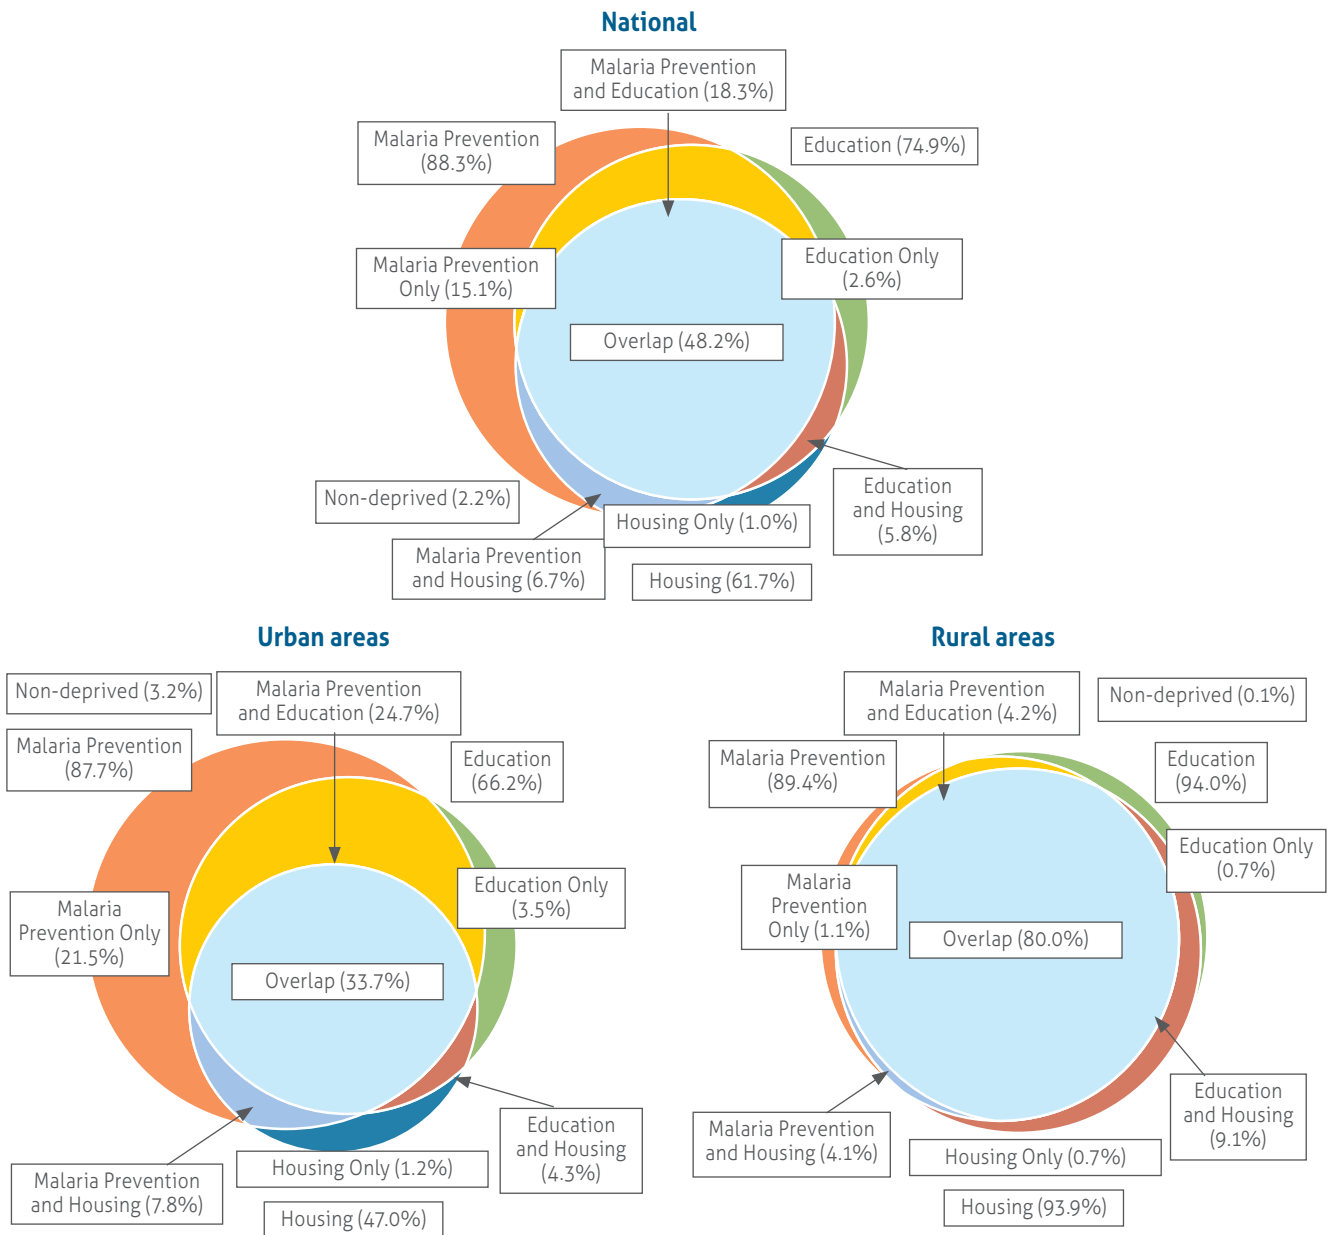 National
Malaria Prevention
and Education (18.3%)
Malaria Prevention
(88.3%)
Education (74.9%)
Malaria Prevention
Only (15.1%)
Education Only
(2.6%)
Overlap (48.2%)
Non-deprived (2.2%)
Education
and Housing
(5.8%)
Housing Only (1.0%)
Malaria Prevention
and Housing (6.7%)
Housing (61.7%)
Urban areas
Non-deprived (3.2%)
Malaria Prevention
and Education (24.7%)
Malaria Prevention
(87.7%)
Education
(66.2%)
Education Only
(3.5%)
Malaria
Prevention Only
(21.5%)
Overlap (33.7%)
Education
and Housing
(4.3%)
Housing Only (1.2%)
Malaria Prevention
and Housing (7.8%)
Housing (47.0%)
Rural areas
Malaria Prevention
and Education (4.2%)
Non-deprived (0.1%)
Malaria Prevention
(89.4%)
Education
(94.0%)
Education Only
(0.7%)
Malaria
Prevention
Only (1.1%)
Overlap (80.0%)
Education
and Housing
(9.1%)
Malaria Prevention
and Housing (4.1%)
Housing Only (0.7%)
Housing (93.9%)